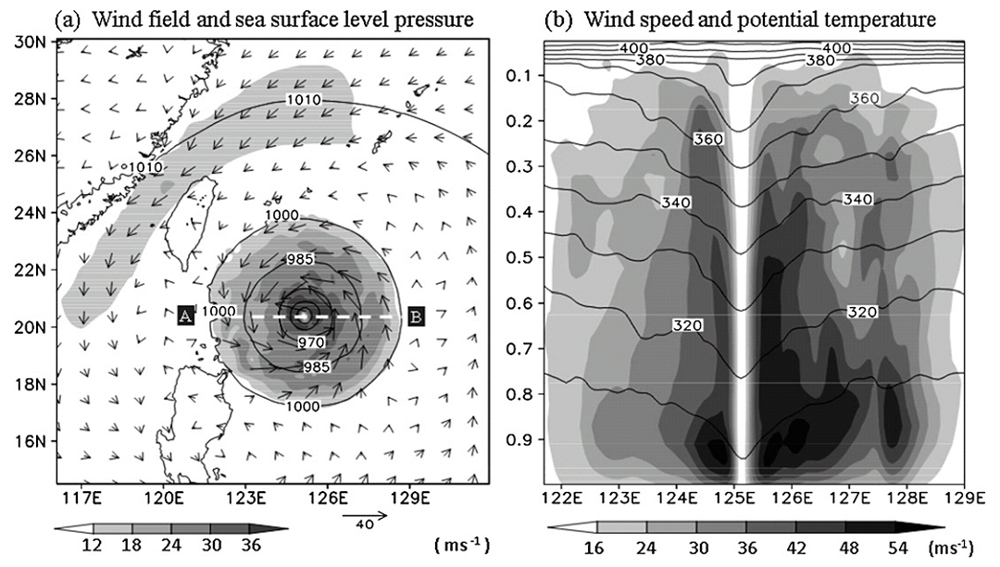 (a) Wind field and sea surface level pressure
30N
28N
26N
24N
22N
20N
18N
16N
1010
1010
1000
985
1000
970
985
1000
A
B
117E 120E 123E 126E 129E
40
12 18 24 30 36
( ms-1)
(b) Wind speed and potential temperature
0.1
0.2
0.3
0.4
0.5
0.6
0.7
0.8
0.9
400 400
380 380
360
360
340 340
320 320
122E 123E 124E 125E 126E 127E 128E 129E
16 24 30 36 42 48 54
(ms-1)